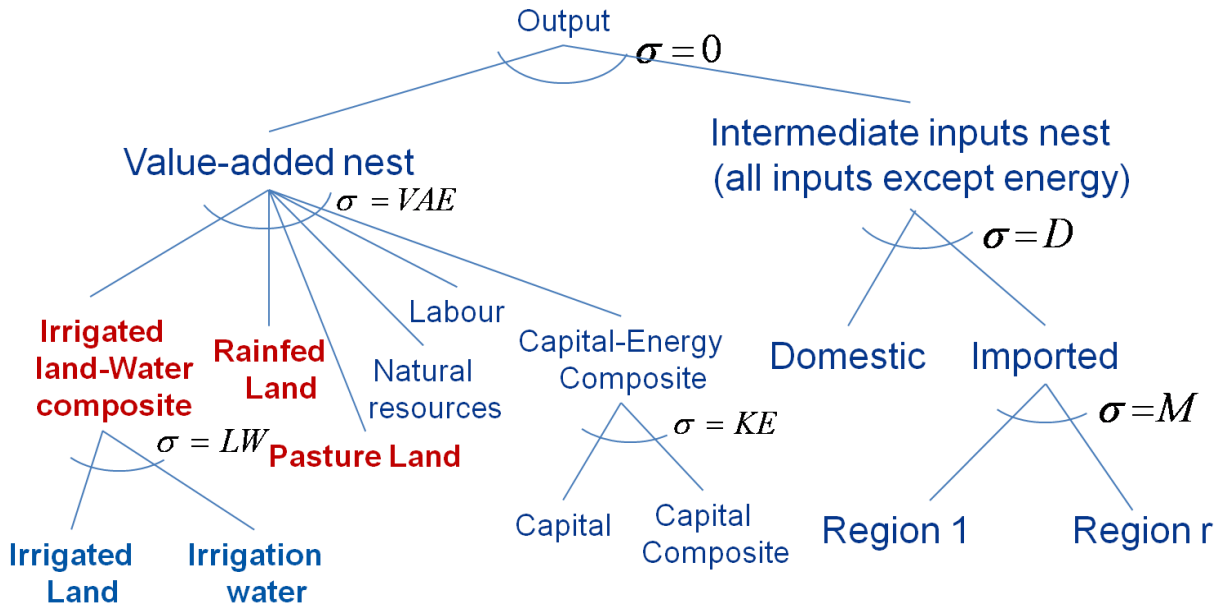 Output
σ = 0
Value-added nest
σ = VAE
Intermediate inputs nest
(all inputs except energy)
σ = D
Irrigated
land-Water
composite
Rainfed
Land
Pasture Land
Natural
resources
Labour
Capital-Energy
Composite
Domestic
Imported
σ = LW
σ = KE
σ = M
Irrigated
Land
Irrigation
water
Capital
Capital
Composite
Region 1
Region r